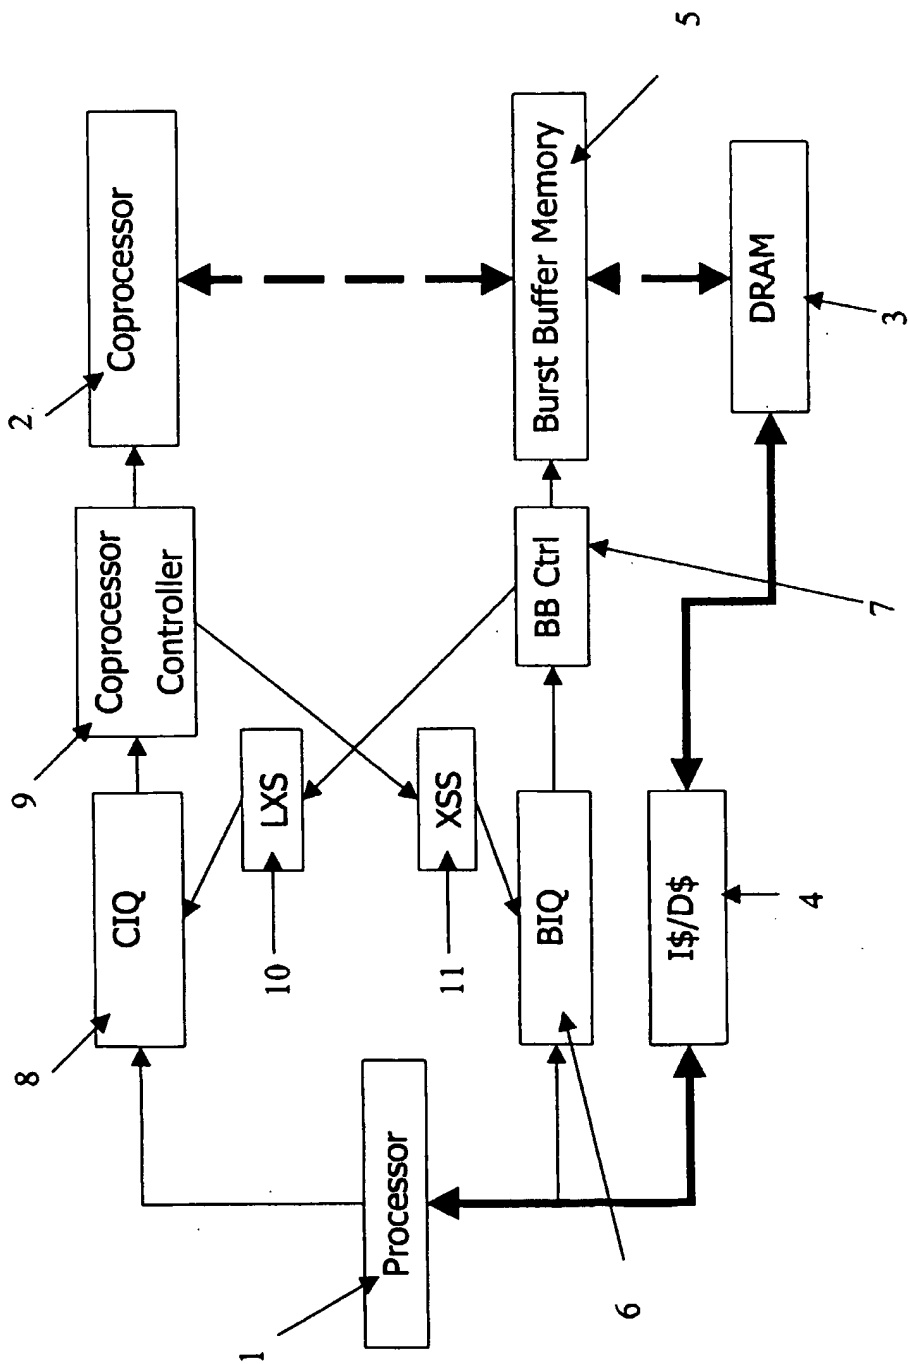 2
Coprocessor
9
Coprocessor
Controller
8
CIQ
10
LXS
1
Processor
11
XSS
5
Burst Buffer Memory
7
BB Ctrl
6
BIQ
3
DRAM
4
I$/D$